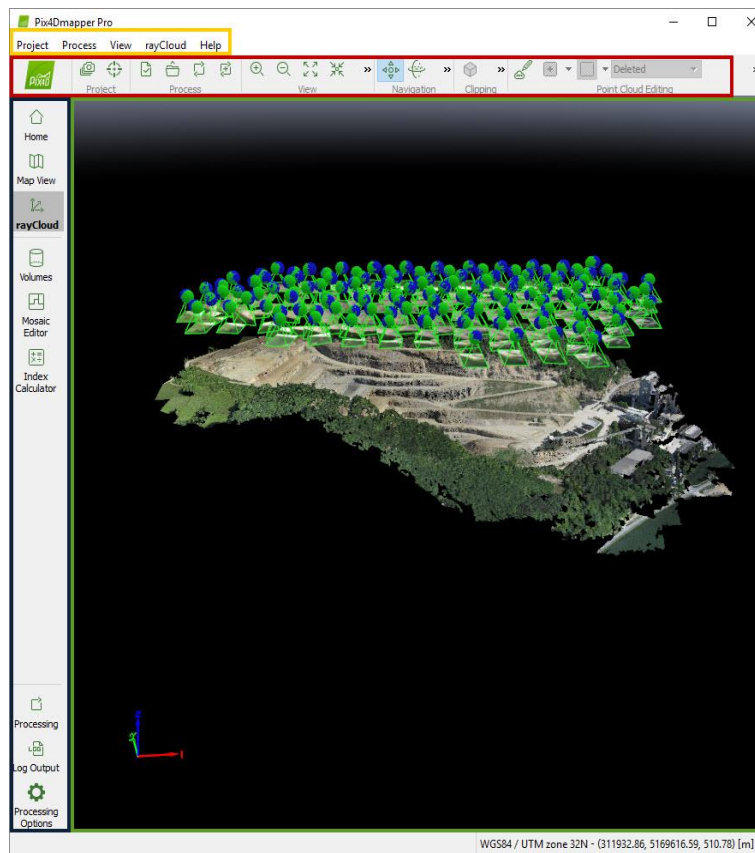 Pix4Dmapper Pro
Project Process View rayCloud Help
PIX4D
» » » Deleted »
Project Process View Navigation Clipping Point Cloud Editing
Home
Map View
rayCloud
Volumes
Mosaic
Editor
Index
Calculator
Processing
Log Output
Processing
Options
WGS84 / UTM zone 32N - (311932.86, 5169616.59, 510.78) [m]